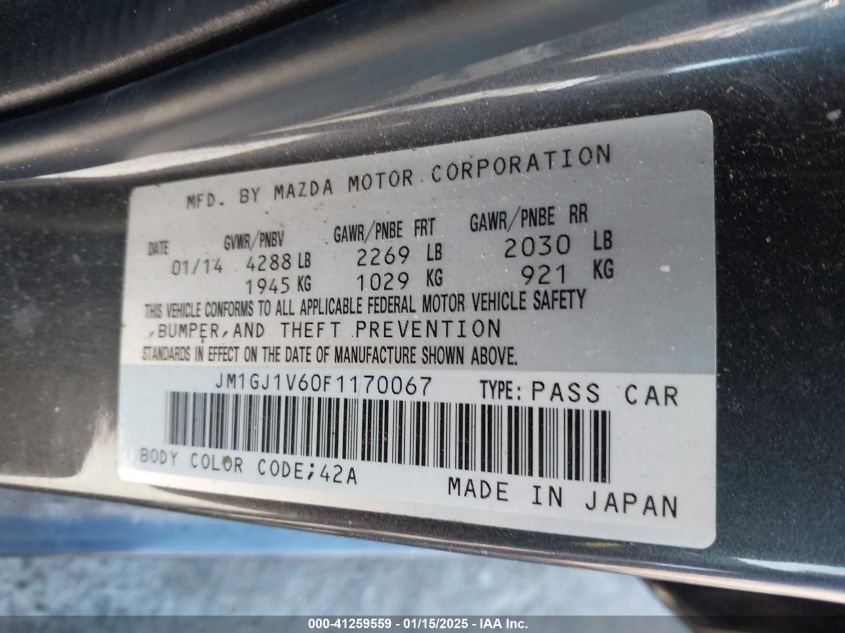 MFD. BY MAZDA MOTOR CORPORATION
DATE GVWR/PNBV GAWR/PNBE FRT GAWR/PNBE RR
01/14 4288 LB 2269 LB 2030 LB
1945 KG 1029 KG 921 KG
THIS VEHICLE CONFORMS TO ALL APPLICABLE FEDERAL MOTOR VEHICLE SAFETY
,BUMPER,AND THEFT PREVENTION
STANDARDS IN EFFECT ON THE DATE OF MANUFACTURE SHOWN ABOVE.
JM1GJ1V60F1170067 TYPE: PASS CAR
BODY COLOR CODE;42A
MADE IN JAPAN
000-41259559 — 01/15/2025 — IAA Inc.